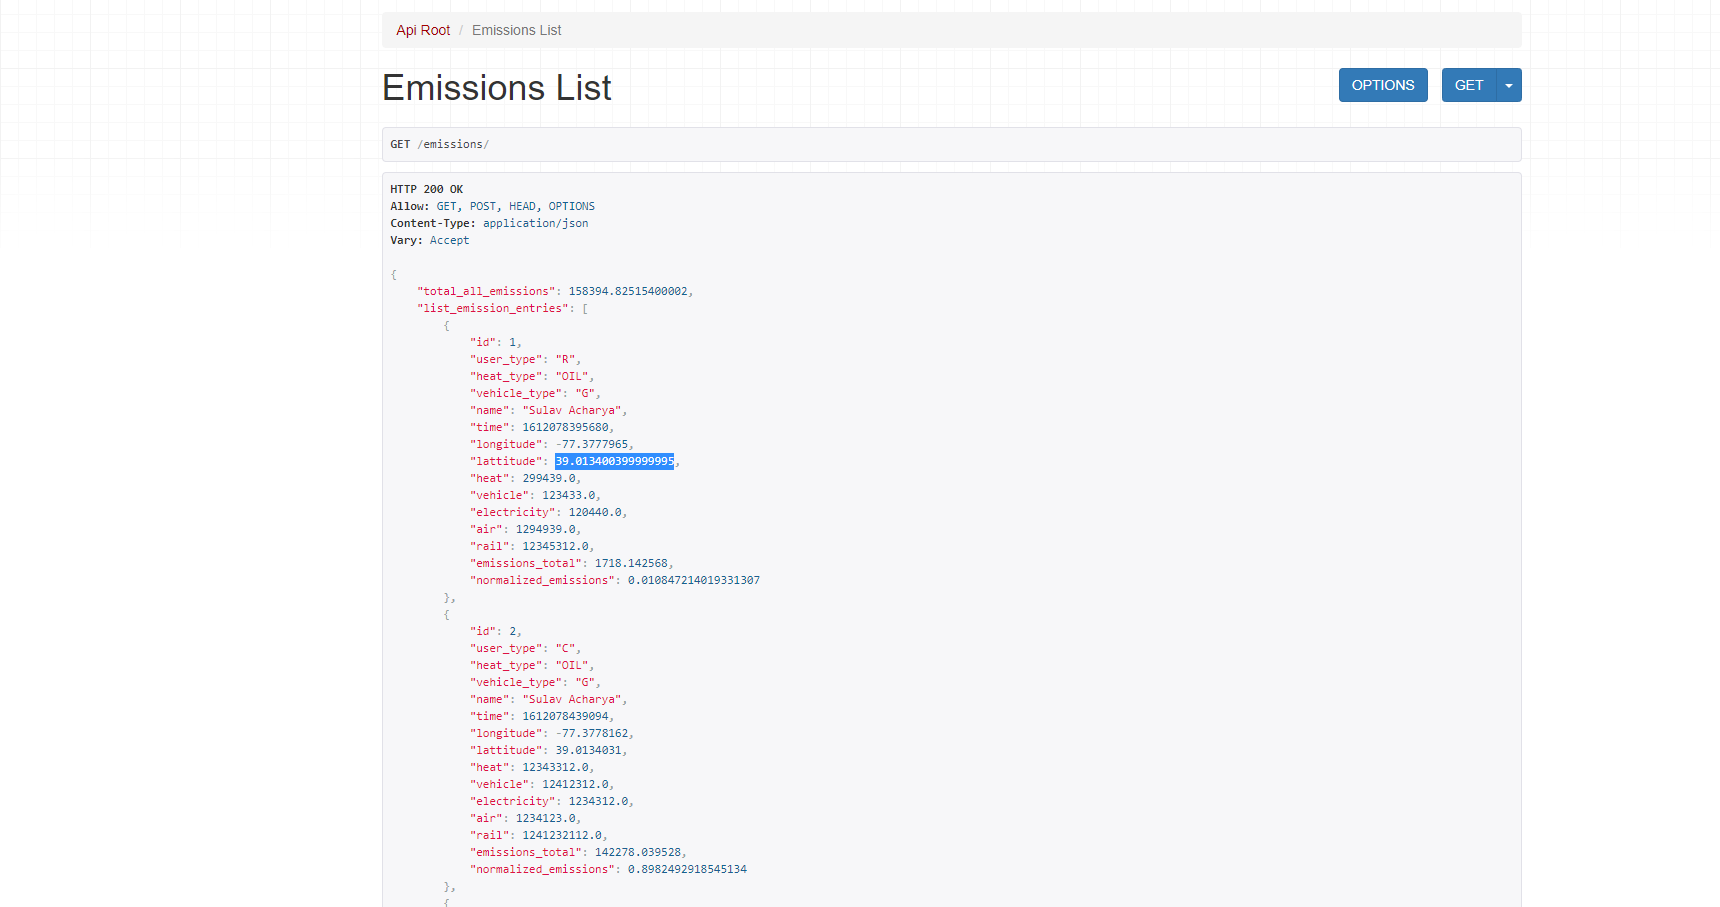 Api Root / Emissions List
Emissions List
OPTIONS GET
GET /emissions/
HTTP 200 OK
Allow: GET, POST, HEAD, OPTIONS
Content-Type: application/json
Vary: Accept
{
"total_all_emissions": 158394.82515400002,
"list_emission_entries": [
{
"id": 1,
"user_type": "R",
"heat_type": "OIL",
"vehicle_type": "G",
"name": "Sulav Acharya",
"time": 1612078395680,
"longitude": -77.3777965,
"lattitude": 39.013400399999995,
"heat": 299439.0,
"vehicle": 123433.0,
"electricity": 120440.0,
"air": 1294939.0,
"rail": 12345312.0,
"emissions_total": 1718.142568,
"normalized_emissions": 0.010847214019331307
},
{
"id": 2,
"user_type": "C",
"heat_type": "OIL",
"vehicle_type": "G",
"name": "Sulav Acharya",
"time": 1612078439094,
"longitude": -77.3778162,
"lattitude": 39.0134031,
"heat": 12343312.0,
"vehicle": 12412312.0,
"electricity": 1234312.0,
"air": 1234123.0,
"rail": 1241232112.0,
"emissions_total": 142278.039528,
"normalized_emissions": 0.8982492918545134
},
{